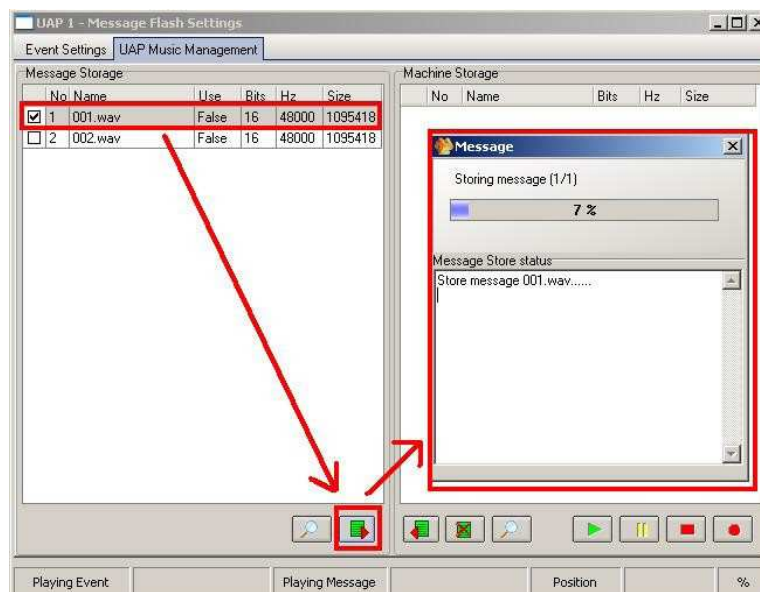 UAP 1 - Message Flash Settings
Event Settings UAP Music Management
Message Storage
No Name Use Bits Hz Size
1 001.wav False 16 48000 1095418
2 002.wav False 16 48000 1095418
Machine Storage
No Name Bits Hz Size
Message
Storing message (1/1)
7 %
Message Store status
Store message 001.wav......
Playing Event Playing Message Position %